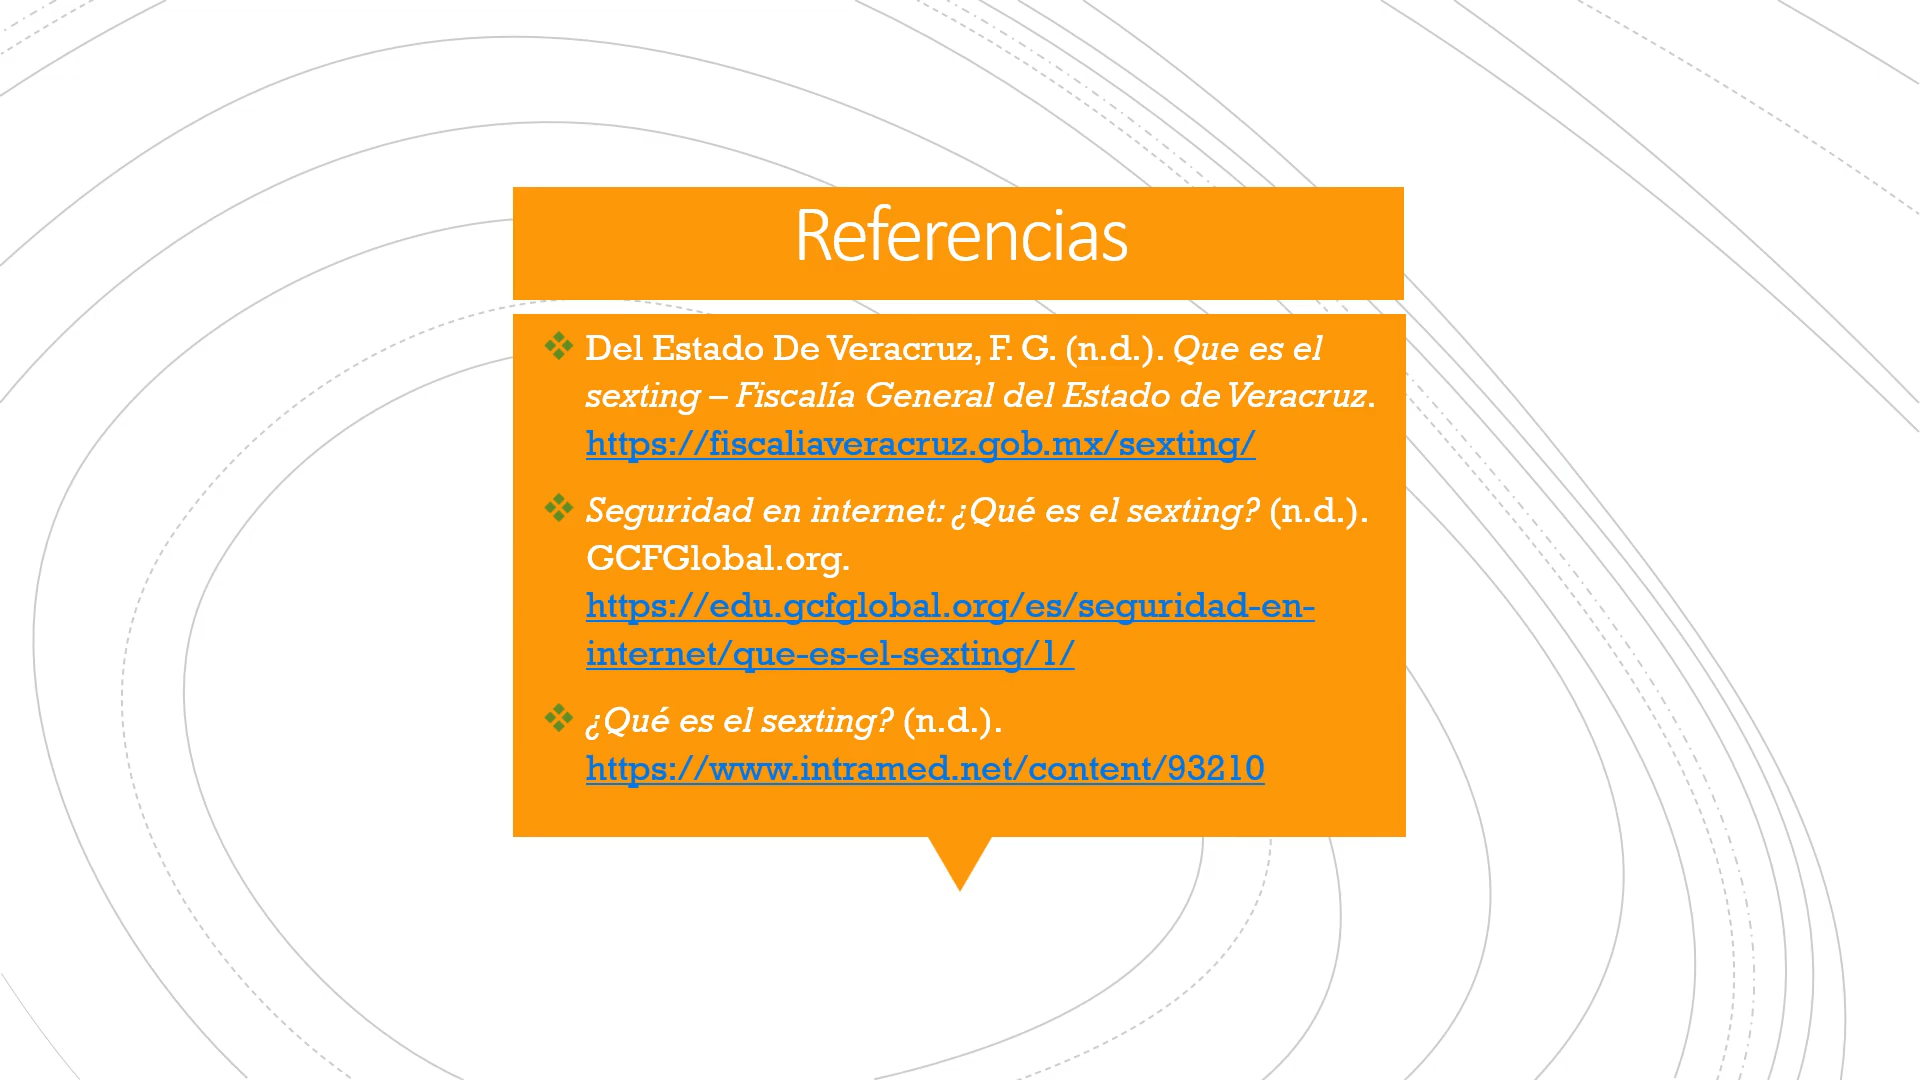 Referencias
Del Estado De Veracruz, F. G. (n.d.). Que es el
sexting – Fiscalía General del Estado de Veracruz.
https://fiscaliaveracruz.gob.mx/sexting/
Seguridad en internet: ¿Qué es el sexting? (n.d.).
GCFGlobal.org.
https://edu.gcfglobal.org/es/seguridad-en-
internet/que-es-el-sexting/1/
¿Qué es el sexting? (n.d.).
https://www.intramed.net/content/93210